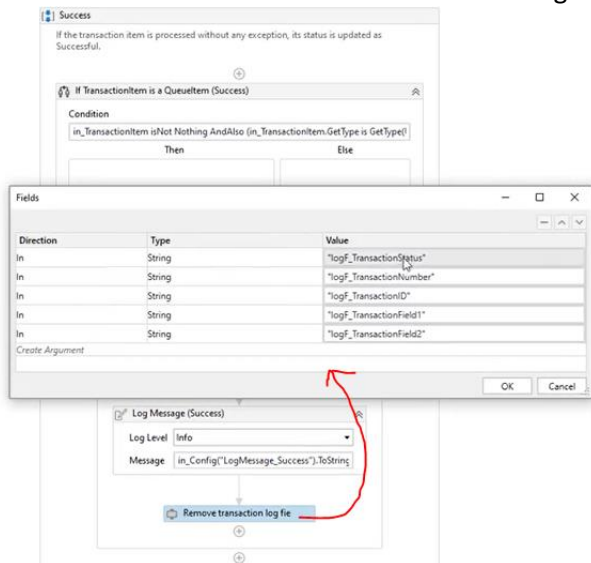 Success
If the transaction item is processed without any exception, its status is updated as
Successful.
If TransactionItem is a QueueItem (Success)
Condition
in_TransactionItem isNot Nothing AndAlso (in_TransactionItem.GetType is GetType(
Then Else
Fields
Direction Type Value
In String "logF_TransactionStatus"
In String "logF_TransactionNumber"
In String "logF_TransactionID"
In String "logF_TransactionField1"
In String "logF_TransactionField2"
Create Argument
OK Cancel
Log Message (Success)
Log Level Info
Message in_Config("LogMessage_Success").ToString
Remove transaction log fie